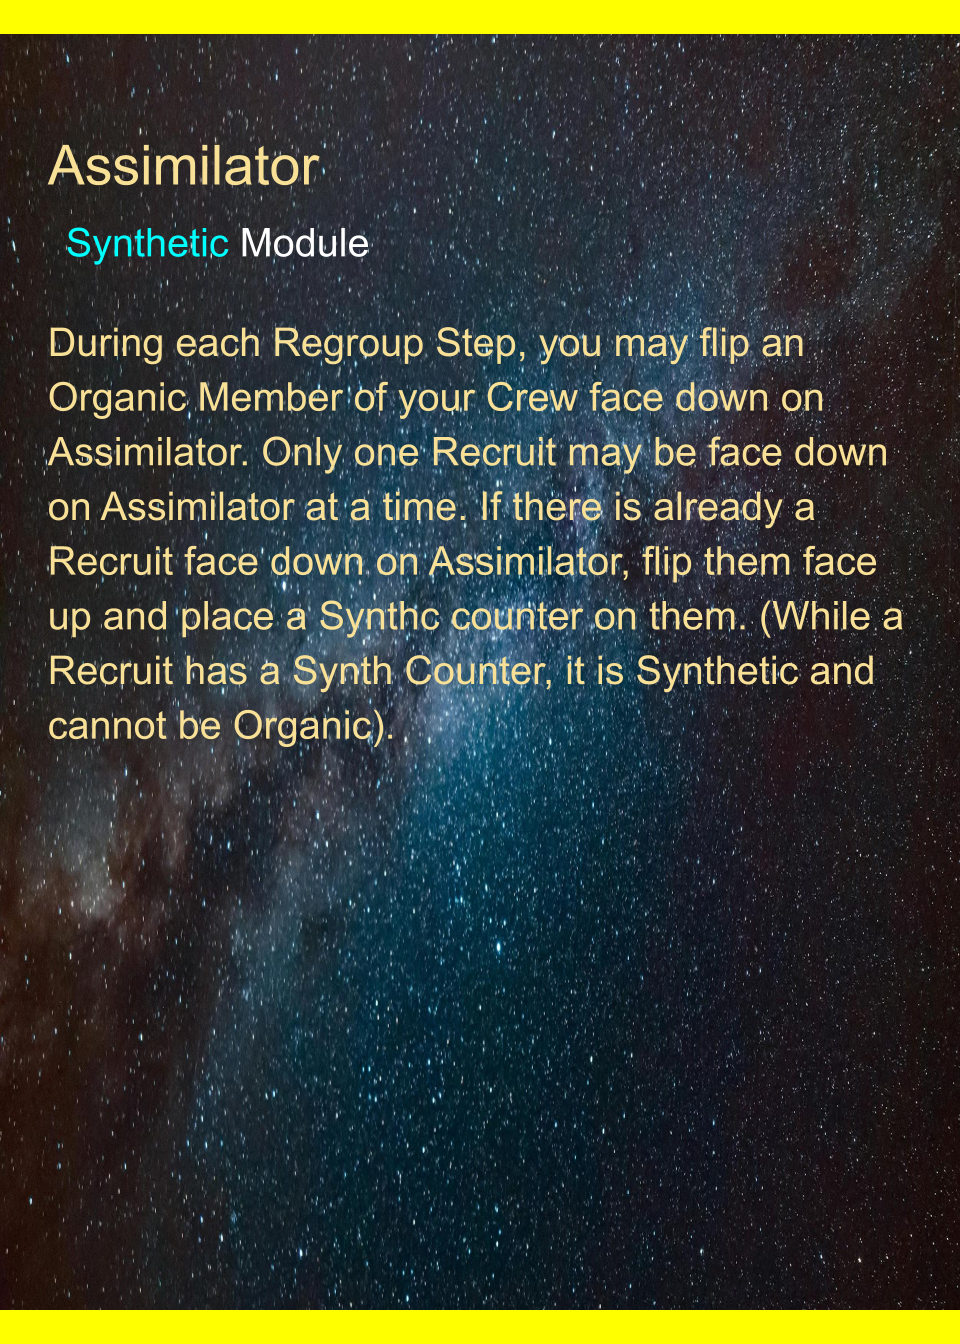 Assimilator
Synthetic Module
During each Regroup Step, you may flip an
Organic Member of your Crew face down on
Assimilator. Only one Recruit may be face down
on Assimilator at a time. If there is already a
Recruit face down on Assimilator, flip them face
up and place a Synthc counter on them. (While a
Recruit has a Synth Counter, it is Synthetic and
cannot be Organic).